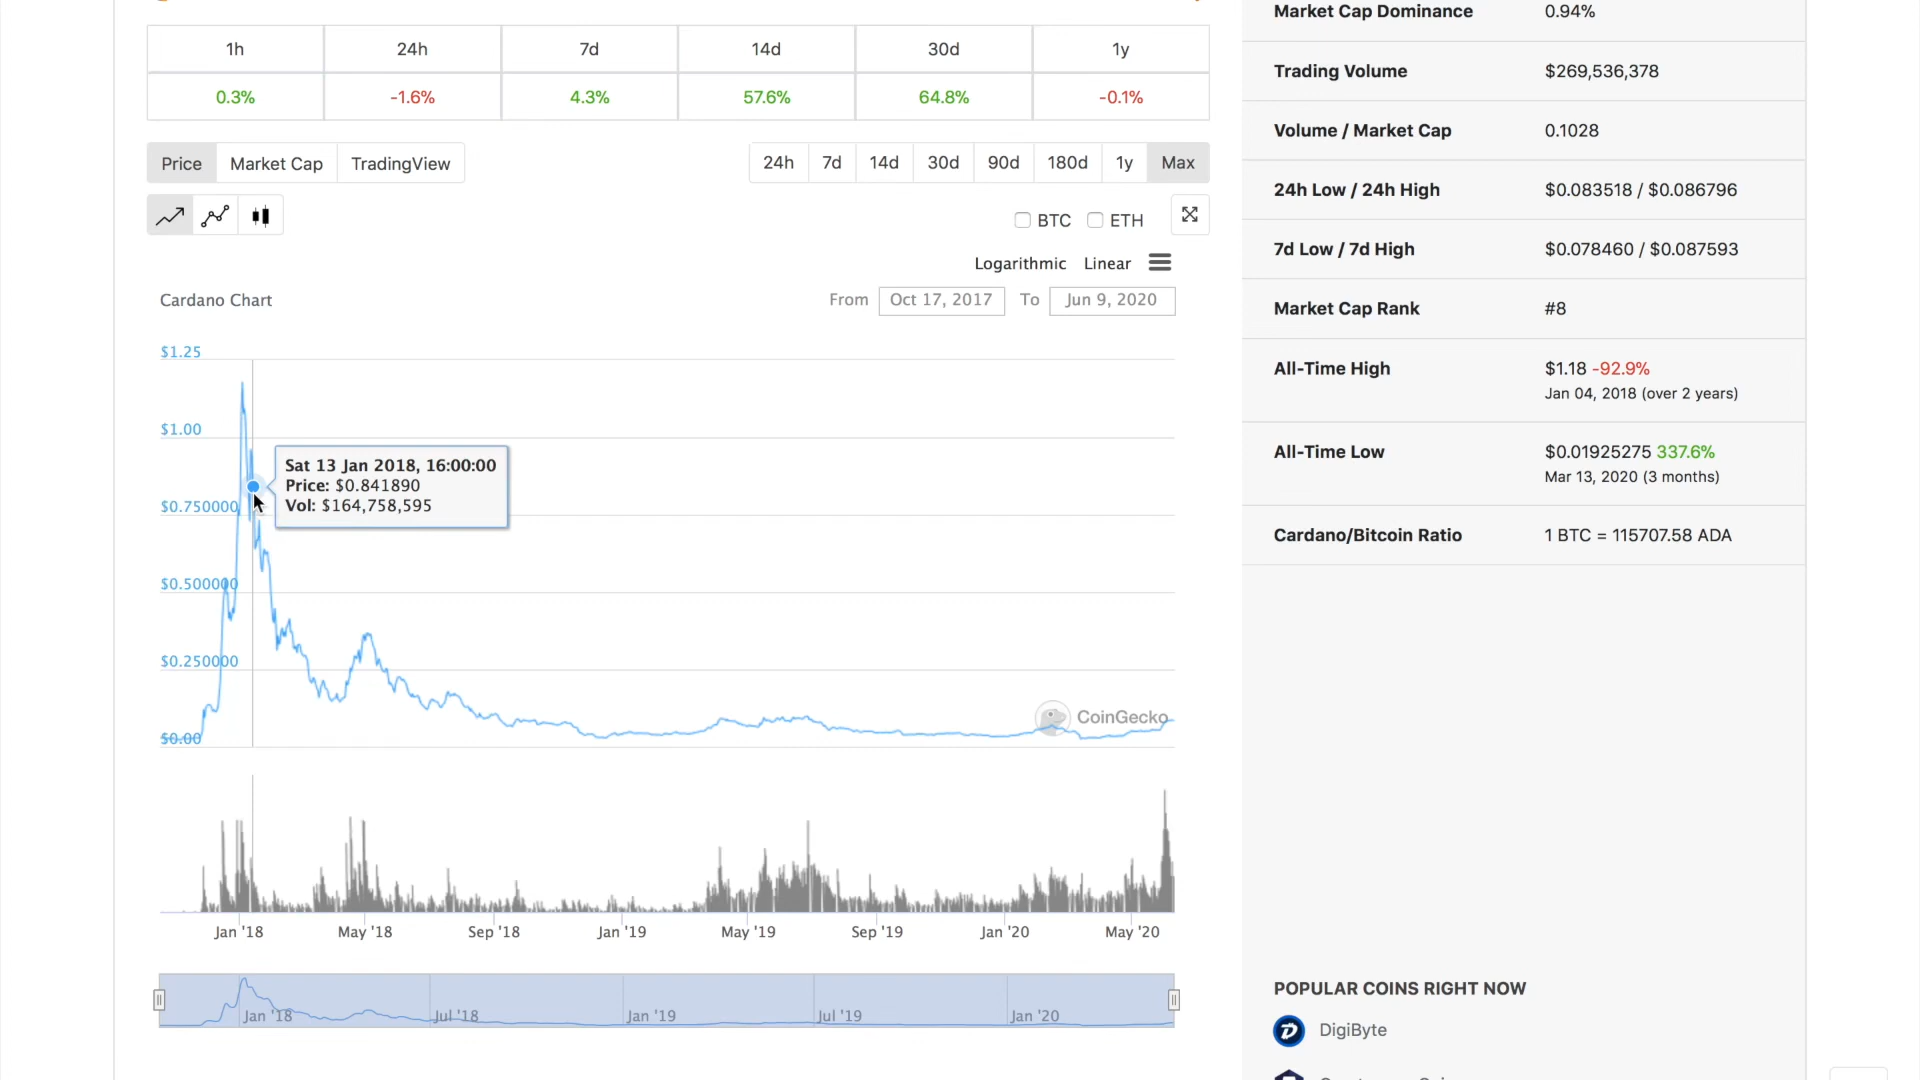 1h 24h 7d 14d 30d 1y
0.3% -1.6% 4.3% 57.6% 64.8% -0.1%
Price Market Cap TradingView
24h 7d 14d 30d 90d 180d 1y Max
BTC ETH
Logarithmic Linear
Cardano Chart
From Oct 17, 2017 To Jun 9, 2020
$1.25
$1.00
$0.750000
$0.500000
$0.250000
$0.00
Sat 13 Jan 2018, 16:00:00
Price: $0.841890
Vol: $164,758,595
CoinGecko
Jan '18 May '18 Sep '18 Jan '19 May '19 Sep '19 Jan '20 May '20
Jan '18 Jul '18 Jan '19 Jul '19 Jan '20
Market Cap Dominance 0.94%
Trading Volume $269,536,378
Volume / Market Cap 0.1028
24h Low / 24h High $0.083518 / $0.086796
7d Low / 7d High $0.078460 / $0.087593
Market Cap Rank #8
All-Time High $1.18 -92.9%
Jan 04, 2018 (over 2 years)
All-Time Low $0.01925275 337.6%
Mar 13, 2020 (3 months)
Cardano/Bitcoin Ratio 1 BTC = 115707.58 ADA
POPULAR COINS RIGHT NOW
DigiByte